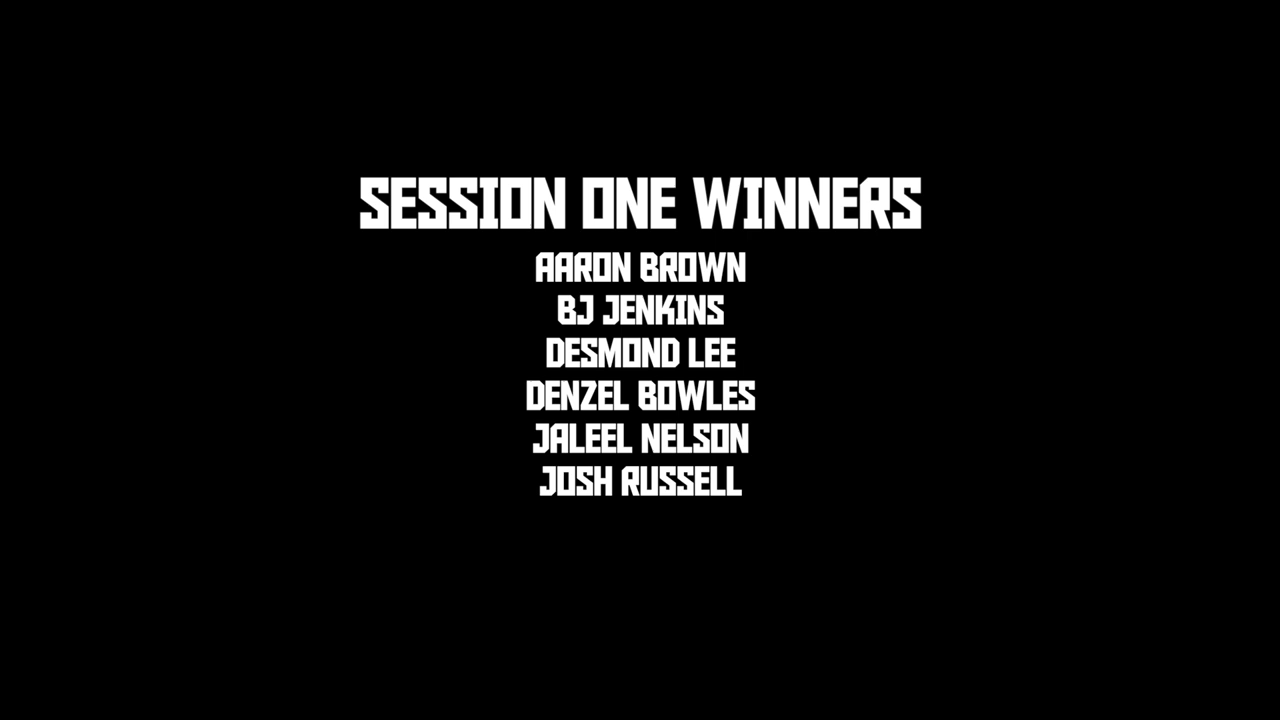 SESSION ONE WINNERS
AARON BROWN
BJ JENKINS
DESMOND LEE
DENZEL BOWLES
JALEEL NELSON
JOSH RUSSELL